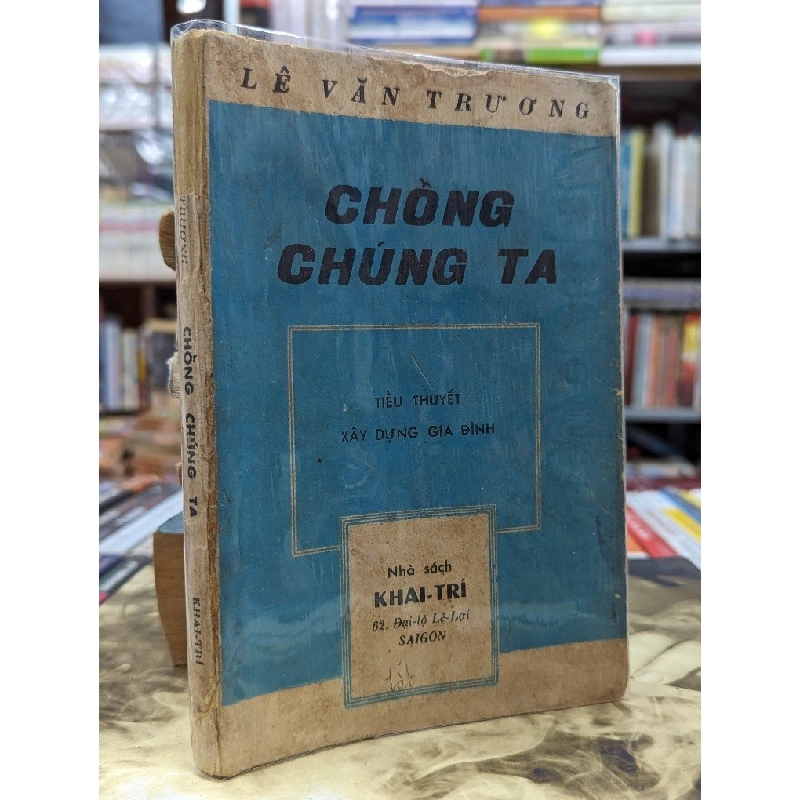 LÊ VĂN TRƯƠNG
CHỒNG
CHÚNG TA
TIỂU THUYẾT
XÂY DỰNG GIA ĐÌNH
Nhà sách
KHAI-TRÍ
62, Đại-lộ Lê-Lợi
SAIGON
TRƯƠNG
CHỒNG CHÚNG TA
KHAI-TRÍ